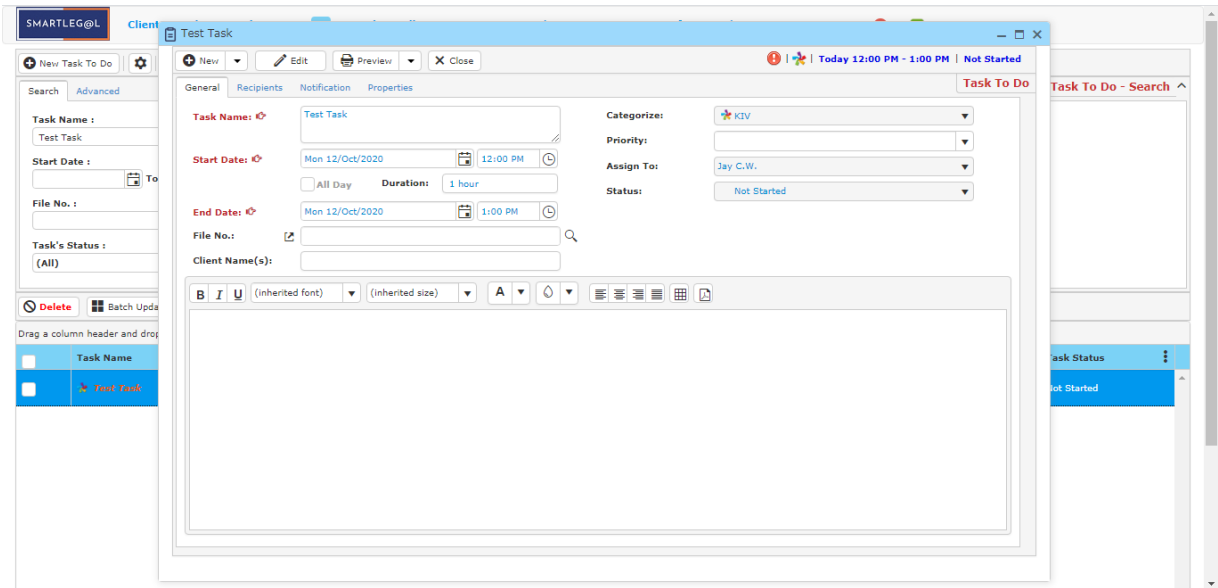 SMARTLEG@L
Client
Test Task
New Task To Do
New Edit Preview Close
Today 12:00 PM - 1:00 PM | Not Started
Search Advanced
General Recipients Notification Properties
Task To Do
Task To Do - Search
Task Name :
Test Task
Start Date :
To
File No. :
Task's Status :
(All)
Task Name: Test Task
Start Date: Mon 12/Oct/2020 12:00 PM
All Day Duration: 1 hour
End Date: Mon 12/Oct/2020 1:00 PM
File No.:
Client Name(s):
Categorize: KIV
Priority:
Assign To: Jay C.W.
Status: Not Started
B I U (inherited font) (inherited size) A
Delete Batch Upda
Drag a column header and drop
Task Name
Task Status
Test Task
Not Started